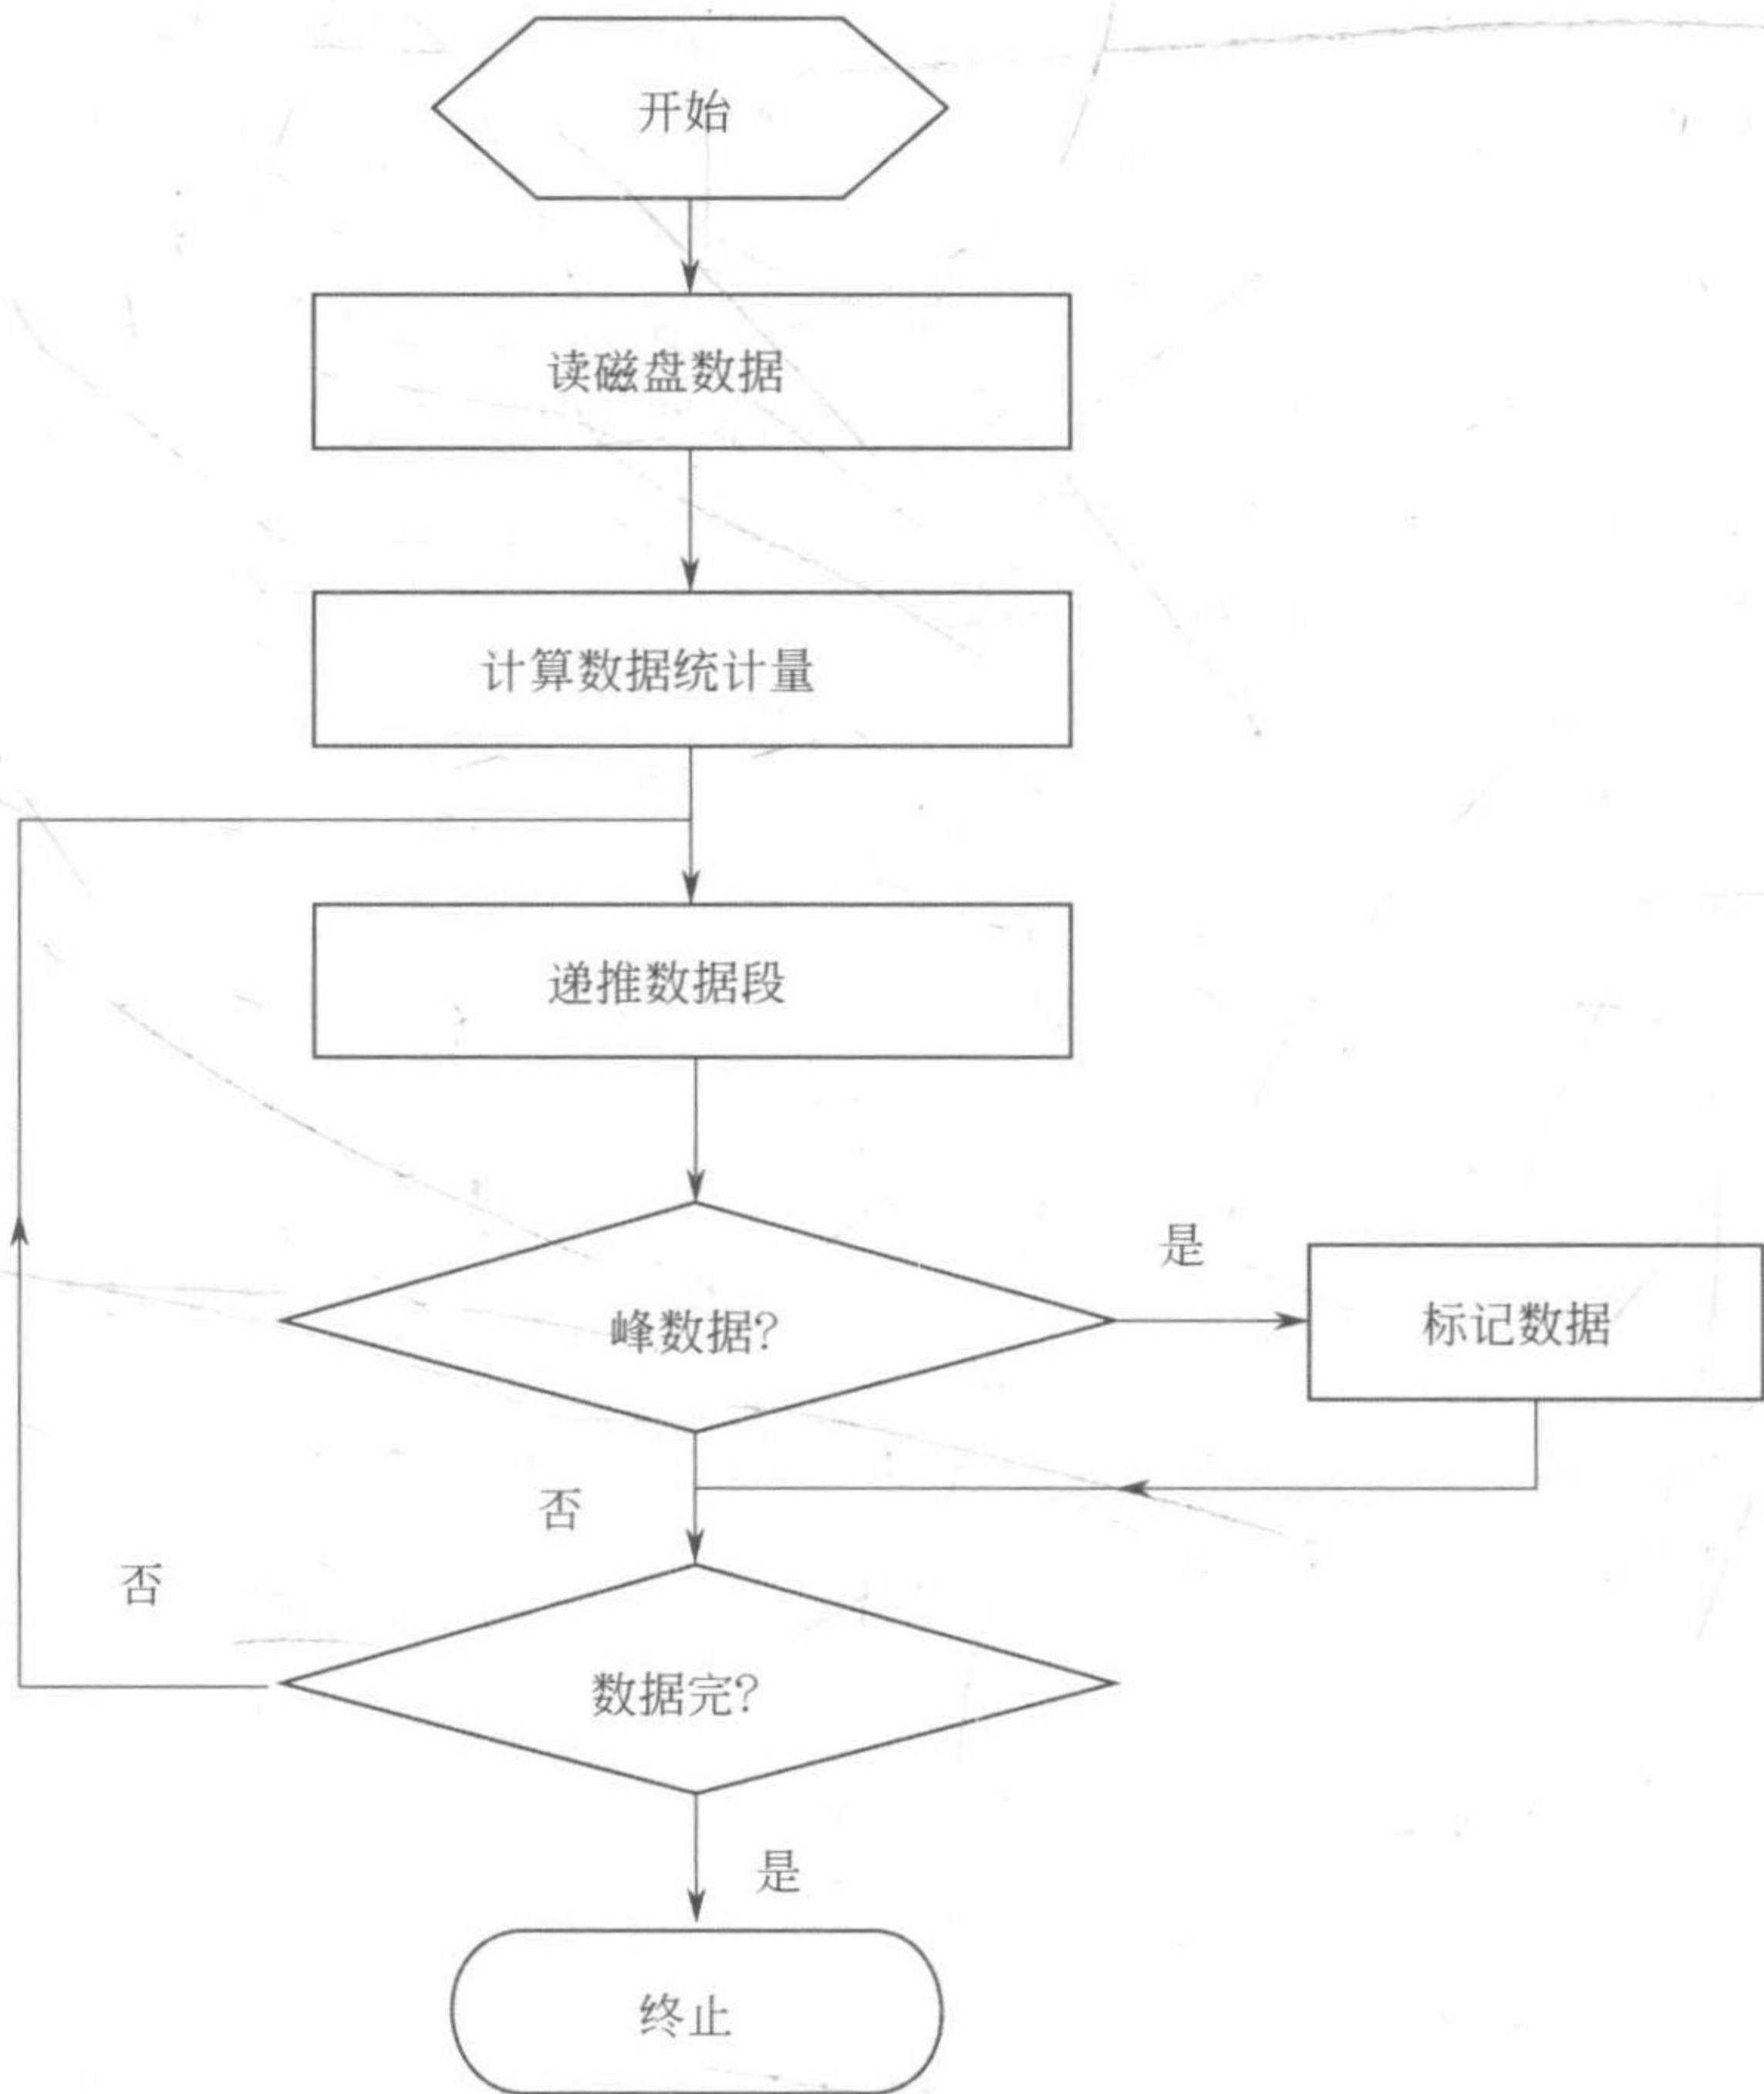 开始
读磁盘数据
计算数据统计量
递推数据段
是
峰数据?
标记数据
否
否
数据完?
是
终止